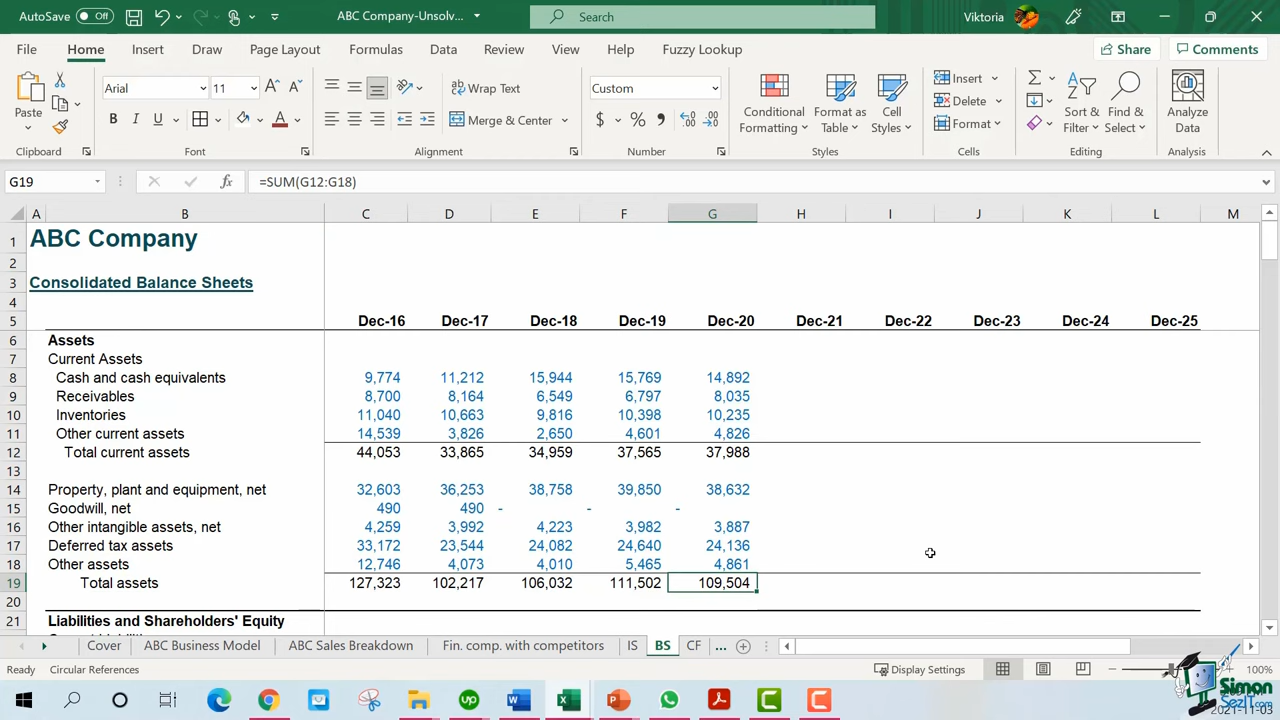 AutoSave Off ABC Company-Unsolv... Search Viktoria
File Home Insert Draw Page Layout Formulas Data Review View Help Fuzzy Lookup Share Comments
Paste Arial 11 Wrap Text Custom Conditional Formatting Format as Table Cell Styles Insert Sort & Filter Find & Select Analyze Data
B I U Merge & Center $ % Delete
Format
Clipboard Font Alignment Number Styles Cells Editing Analysis
G19 fx =SUM(G12:G18)
A B C D E F G H I J K L M
1 ABC Company
2
3 Consolidated Balance Sheets
4
5 Dec-16 Dec-17 Dec-18 Dec-19 Dec-20 Dec-21 Dec-22 Dec-23 Dec-24 Dec-25
6 Assets
7 Current Assets
8 Cash and cash equivalents 9,774 11,212 15,944 15,769 14,892
9 Receivables 8,700 8,164 6,549 6,797 8,035
10 Inventories 11,040 10,663 9,816 10,398 10,235
11 Other current assets 14,539 3,826 2,650 4,601 4,826
12 Total current assets 44,053 33,865 34,959 37,565 37,988
13
14 Property, plant and equipment, net 32,603 36,253 38,758 39,850 38,632
15 Goodwill, net 490 490 - - -
16 Other intangible assets, net 4,259 3,992 4,223 3,982 3,887
17 Deferred tax assets 33,172 23,544 24,082 24,640 24,136
18 Other assets 12,746 4,073 4,010 5,465 4,861
19 Total assets 127,323 102,217 106,032 111,502 109,504
20
21 Liabilities and Shareholders' Equity
Cover ABC Business Model ABC Sales Breakdown Fin. comp. with competitors IS BS CF ...
Ready Circular References Display Settings 100%
Simon Sez IT
2021-11-03